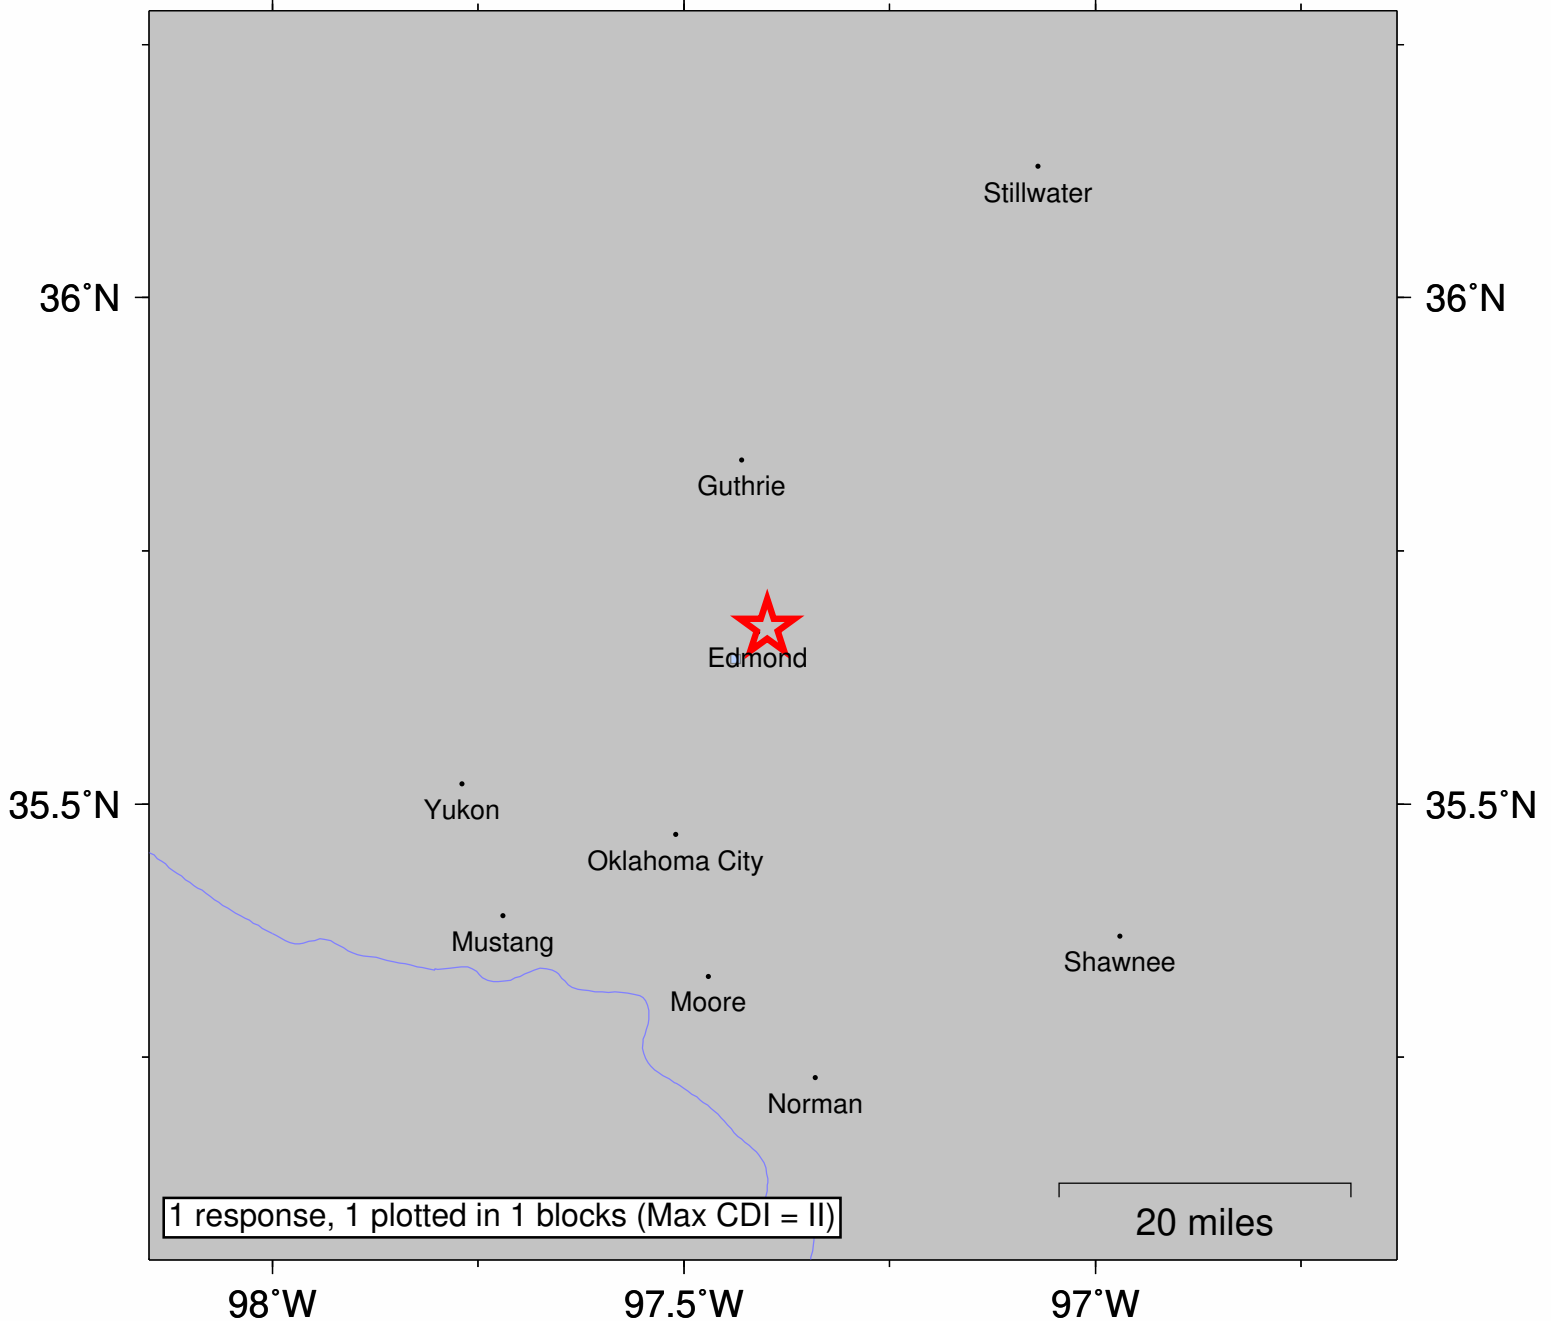 Stillwater
36˚N
36˚N
Guthrie
Edmond
35.5˚N
35.5˚N
Yukon
Oklahoma City
Mustang
Shawnee
Moore
Norman
1 response, 1 plotted in 1 blocks (Max CDI = II)
20 miles
98˚W
97.5˚W
97˚W